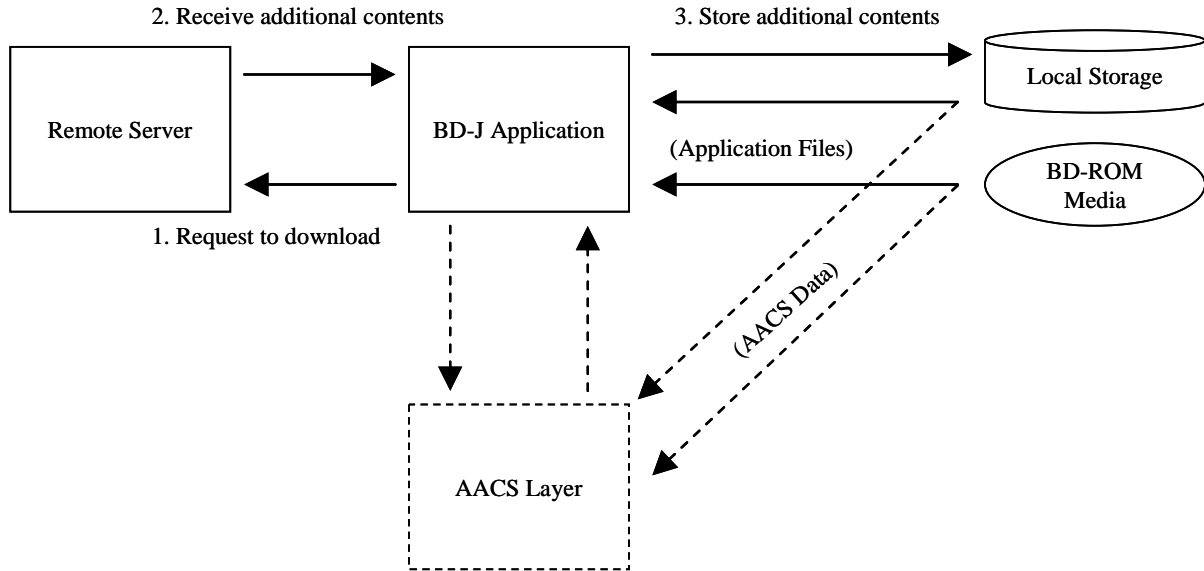 2. Receive additional contents
3. Store additional contents
Remote Server
BD-J Application
Local Storage
(Application Files)
BD-ROM
Media
1. Request to download
(AACS Data)
AACS Layer